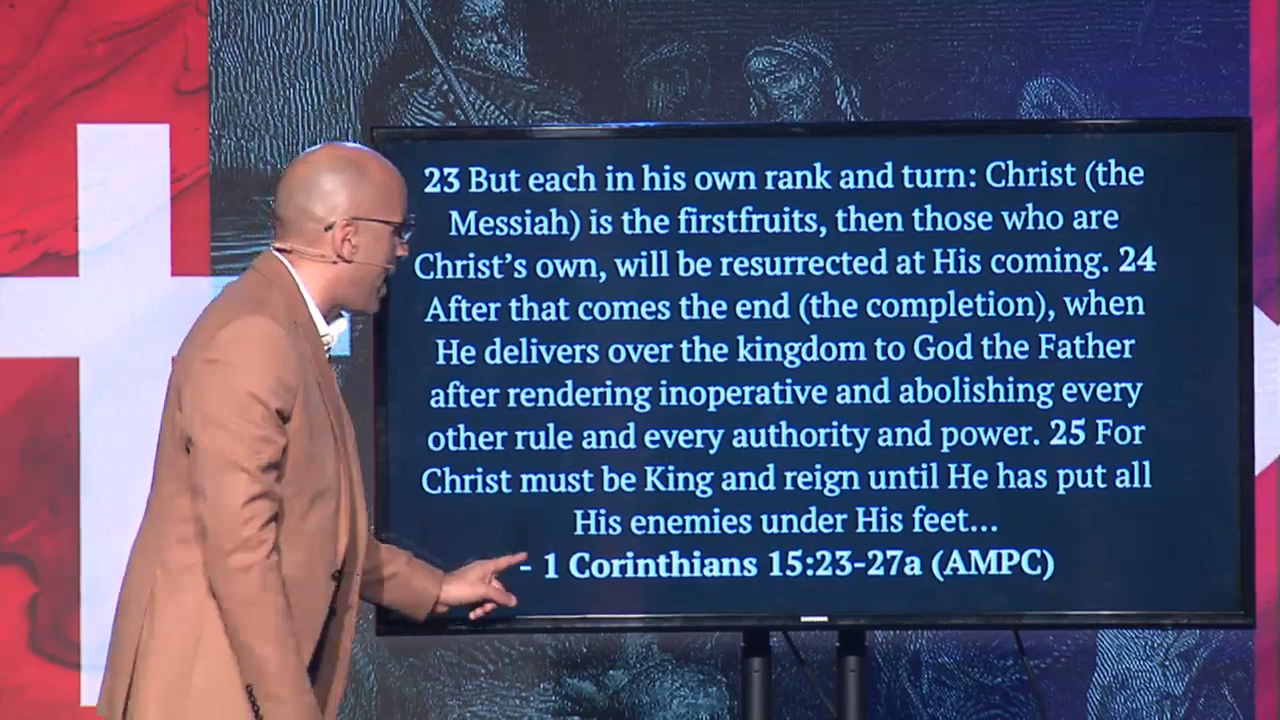 23 But each in his own rank and turn: Christ (the
Messiah) is the firstfruits, then those who are
Christ’s own, will be resurrected at His coming. 24
After that comes the end (the completion), when
He delivers over the kingdom to God the Father
after rendering inoperative and abolishing every
other rule and every authority and power. 25 For
Christ must be King and reign until He has put all
His enemies under His feet...
- 1 Corinthians 15:23-27a (AMPC)
SAMSUNG